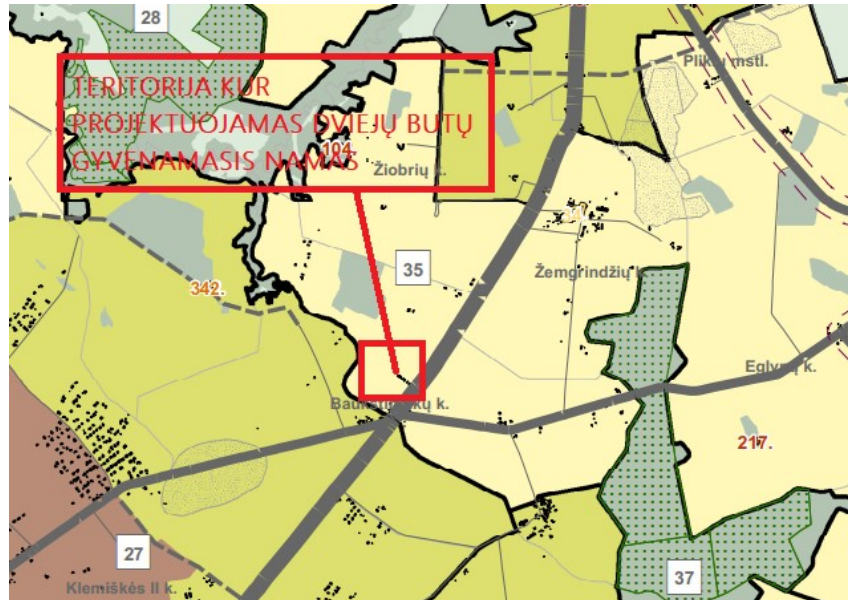 28
Plikių mstl.
TERITORIJA KUR
PROJEKTUOJAMAS DVIEJŲ BUTŲ
GYVENAMASIS NAMAS
104.
Žiobrių k.
35
Žemgrindžių k.
342.
Eglynų k.
k.
217.
27
37
Klemiškės II k.